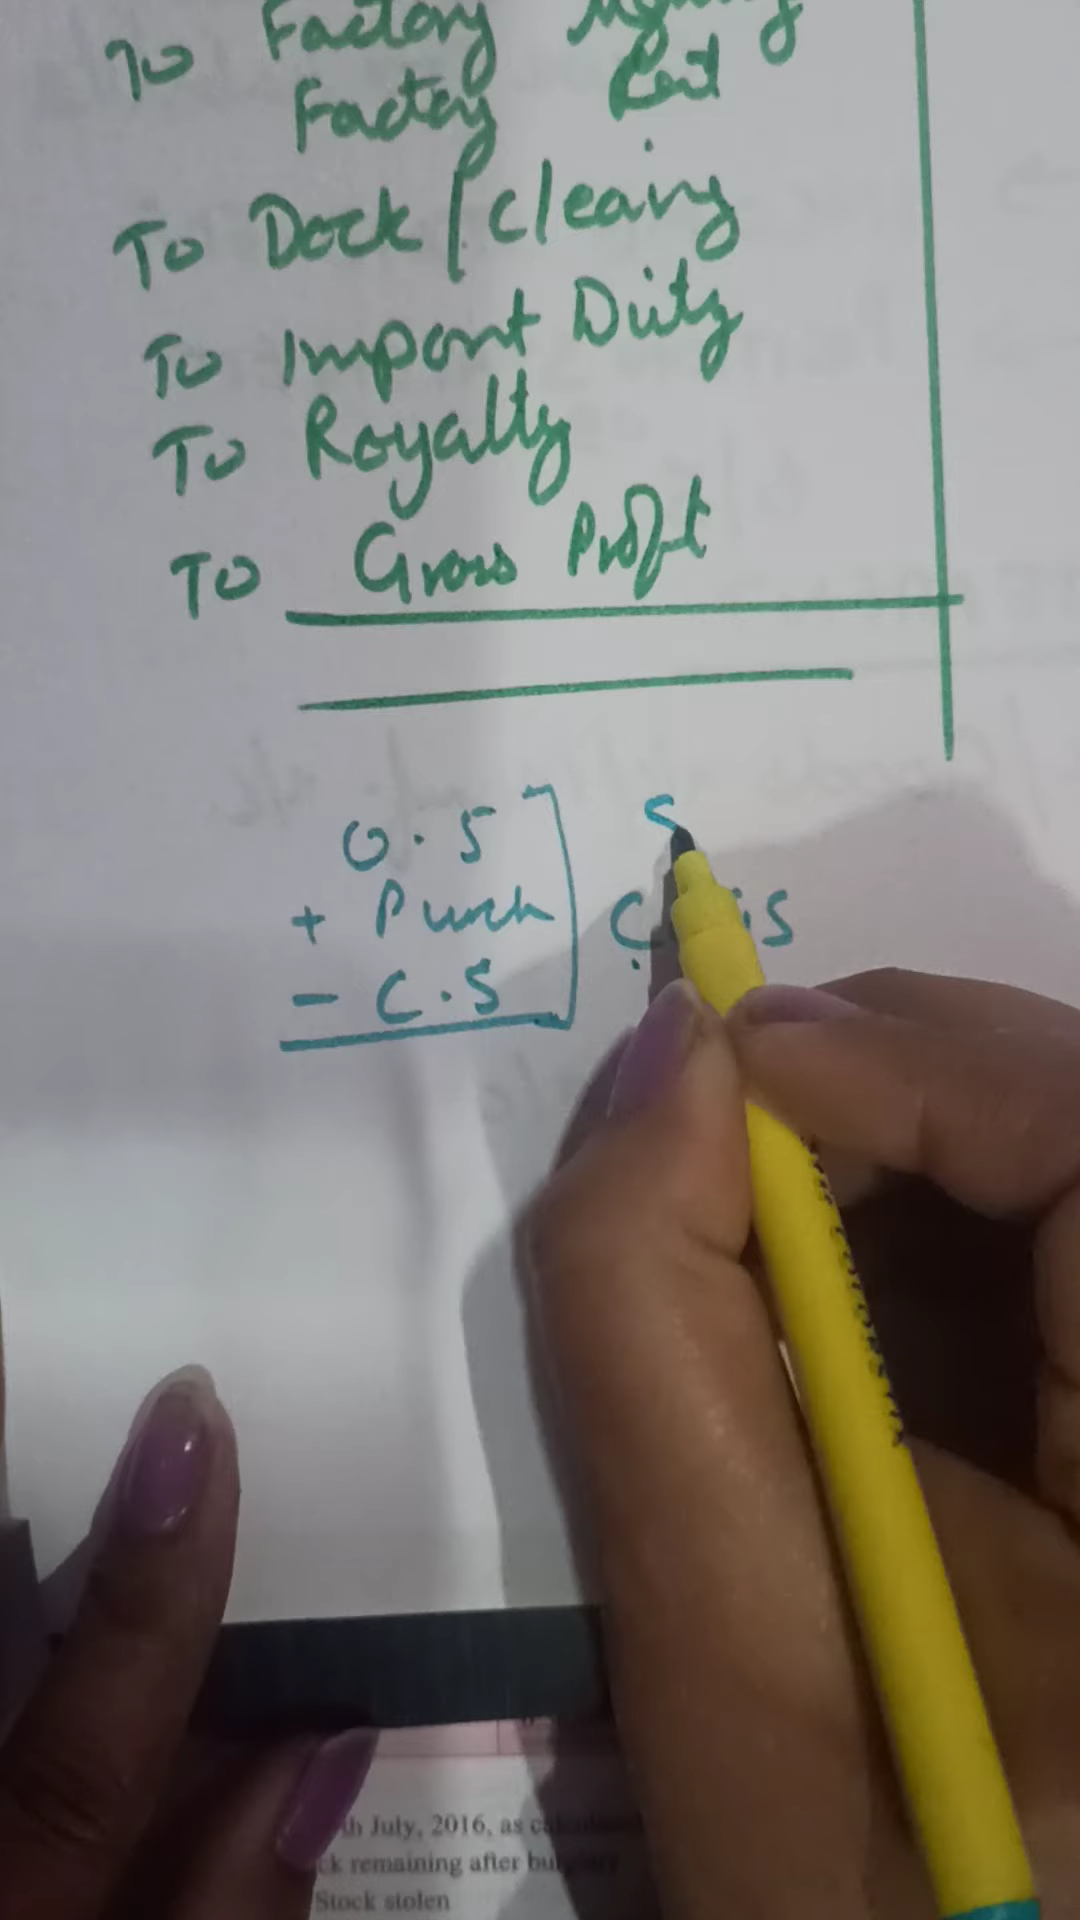 To Factory
Factory Rent
To Dock/Cleaing
To Import Duty
To Royalty
To Gross Profit
O.S
+ Purch
- C.S
S
th July, 2016, as
ck remaining after
Stock stolen